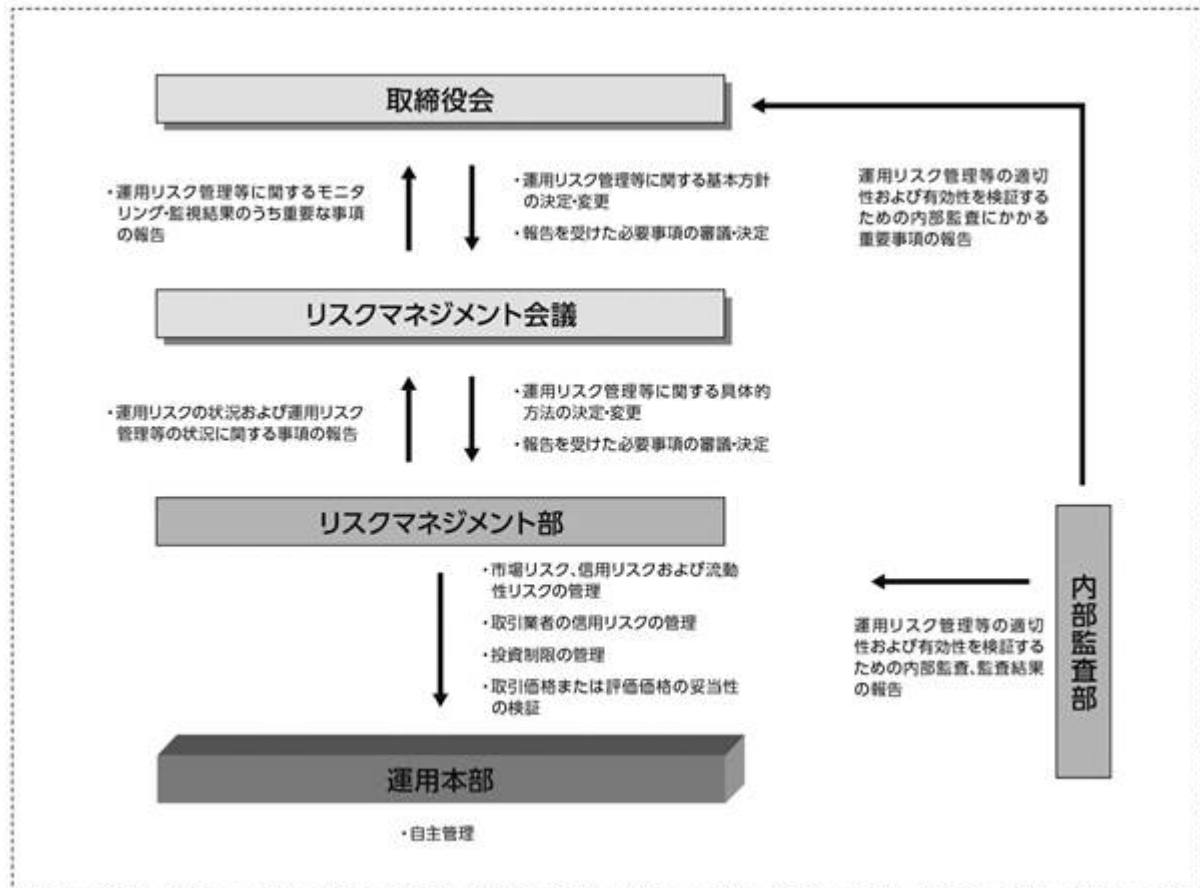 取締役会
・運用リスク管理等に関するモニタ
リング・監視結果のうち重要な事項
の報告
・運用リスク管理等に関する基本方針
の決定・変更
・報告を受けた必要事項の審議・決定
運用リスク管理等の適切
性および有効性を検証する
ための内部監査にかかる
重要事項の報告
リスクマネジメント会議
・運用リスクの状況および運用リスク
管理等の状況に関する事項の報告
・運用リスク管理等に関する具体的
方法の決定・変更
・報告を受けた必要事項の審議・決定
リスクマネジメント部
・市場リスク、信用リスクおよび流動
性リスクの管理
・取引業者の信用リスクの管理
・投資制限の管理
・取引価格または評価価格の妥当性
の検証
運用リスク管理等の適切
性および有効性を検証する
ための内部監査、監査結果
の報告
内部監査部
運用本部
・自主管理